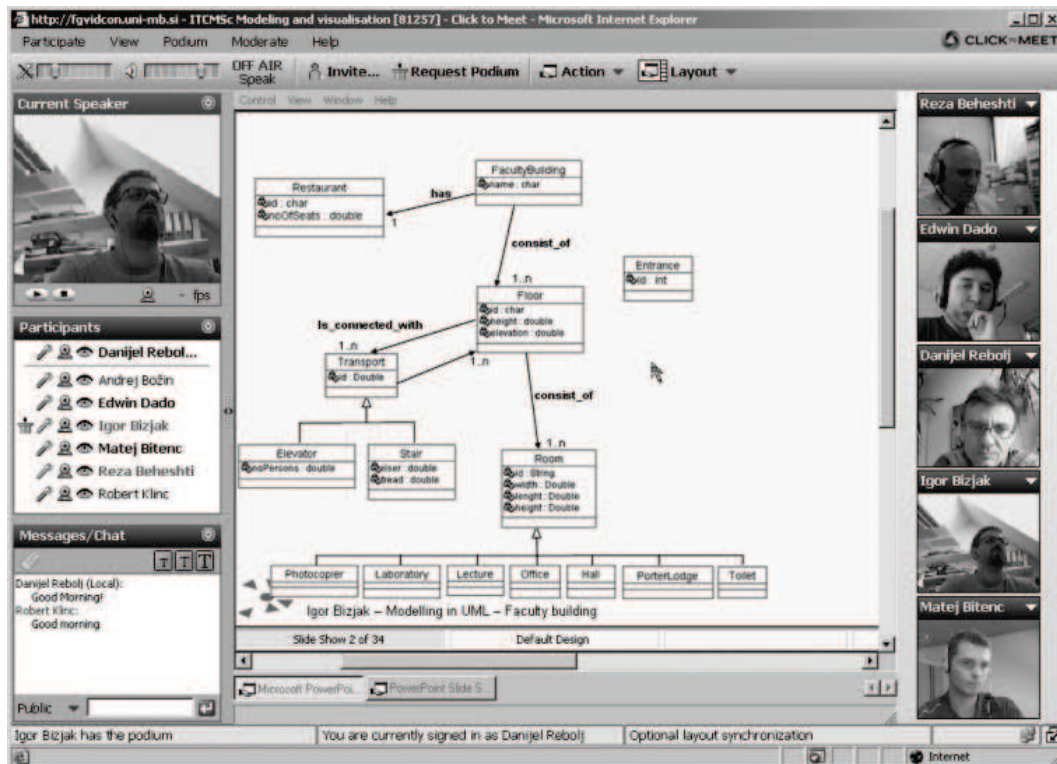 http://fgvidcon.uni-mb.si - ITCMSc Modeling and visualisation [81257] - Click to Meet - Microsoft Internet Explorer
Participate View Podium Moderate Help
CLICK TO MEET
OFF AIR
Speak
Invite... Request Podium Action Layout
Current Speaker
- fps
Participants
Danijel Rebol...
Andrej Božin
Edwin Dado
Igor Bizjak
Matej Bitenc
Reza Beheshti
Robert Klinc
Messages/Chat
T T T
Danijel Rebolj (Local):
Good Morning!
Robert Klinc:
Good morning
Public
Control View Window Help
FacultyBuilding
name : char
Restaurant
id : char
noOfSeats : double
has
1
consist_of
1..n
Entrance
id : int
Floor
id : char
height : double
elevation : double
Is_connected_with
1..n
1..n
Transport
id : Double
consist_of
1..n
Elevator
noPersons : double
Stair
riser : double
tread : double
Room
id : String
width : Double
lenght : Double
height : Double
Photocopier
Laboratory
Lecture
Office
Hall
PorterLodge
Toilet
Igor Bizjak – Modelling in UML – Faculty building
Slide Show 2 of 34
Default Design
Microsoft PowerPoi...
PowerPoint Slide S...
Reza Beheshti
Edwin Dado
Danijel Rebolj
Igor Bizjak
Matej Bitenc
Igor Bizjak has the podium
You are currently signed in as Danijel Rebolj
Optional layout synchronization
Internet